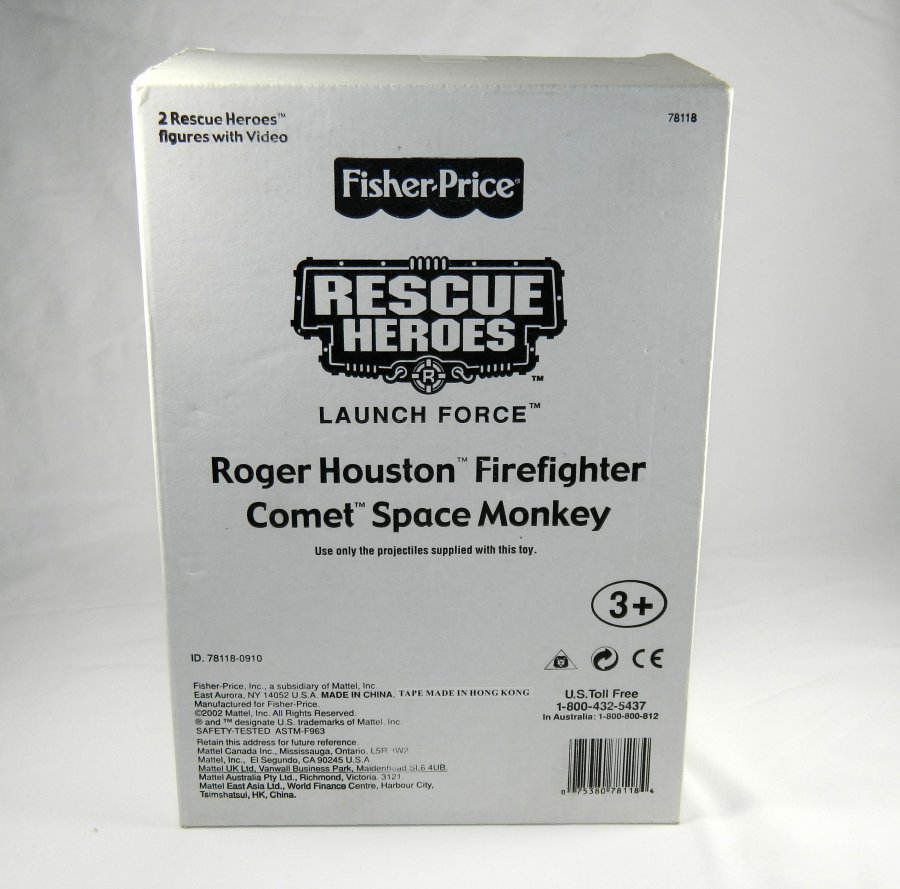 2 Rescue Heroes™
figures with Video
78118
Fisher-Price®
RESCUE
HEROES
R
™
LAUNCH FORCE™
Roger Houston™ Firefighter
Comet™ Space Monkey
Use only the projectiles supplied with this toy.
3+
ID. 78118-0910
CE
Fisher-Price, Inc., a subsidiary of Mattel, Inc.
East Aurora, NY 14052 U.S.A. MADE IN CHINA, TAPE MADE IN HONG KONG
Manufactured for Fisher-Price.
©2002 Mattel, Inc. All Rights Reserved.
® and ™ designate U.S. trademarks of Mattel, Inc.
SAFETY-TESTED ASTM-F963
Retain this address for future reference.
Mattel Canada Inc., Mississauga, Ontario, L5R
Mattel, Inc., El Segundo, CA 90245 U.S.A.
Mattel UK Ltd, Vanwall Business Park, Maidenhead SL6 4UB.
Mattel Australia Pty Ltd., Richmond, Victoria. 3121
Mattel East Asia Ltd., World Finance Centre, Harbour City,
Tsimshatsui, HK, China.
U.S. Toll Free
1-800-432-5437
In Australia: 1-800-800-812
0 75380 78118 4